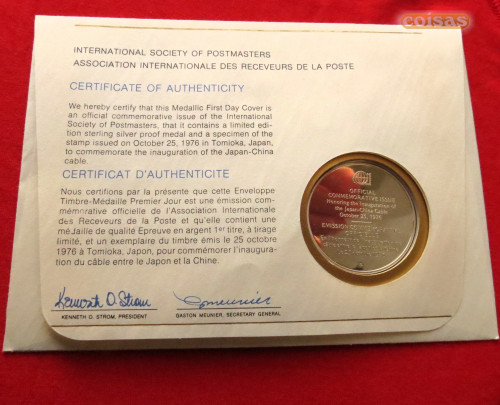 coisas
INTERNATIONAL SOCIETY OF POSTMASTERS
ASSOCIATION INTERNATIONALE DES RECEVEURS DE LA POSTE
CERTIFICATE OF AUTHENTICITY
We hereby certify that this Medallic First Day Cover is
an official commemorative issue of the International
Society of Postmasters, that it contains a limited edi-
tion sterling silver proof medal and a specimen of the
stamp issued on October 25, 1976 in Tomioka, Japan,
to commemorate the inauguration of the Japan-China
cable.
CERTIFICAT D'AUTHENTICITE
Nous certifions par la présente que cette Enveloppe
Timbre-Médaille Premier Jour est une émission com-
mémorative officielle de l'Association Internationale
des Receveurs de la Poste et qu'elle contient une
médaille de qualité Epreuve en argent 1er titre, à tirage
limité, et un exemplaire du timbre émis le 25 octobre
1976 à Tomioka, Japon, pour commémorer l'inaugura-
tion du câble entre le Japon et la Chine.
OFFICIAL
COMMEMORATIVE ISSUE
Honoring the Inauguration of
the Japan-China Cable
October 25, 1976
Kenneth O. Strom
G Meunier
KENNETH O. STROM, PRESIDENT
GASTON MEUNIER, SECRETARY GENERAL